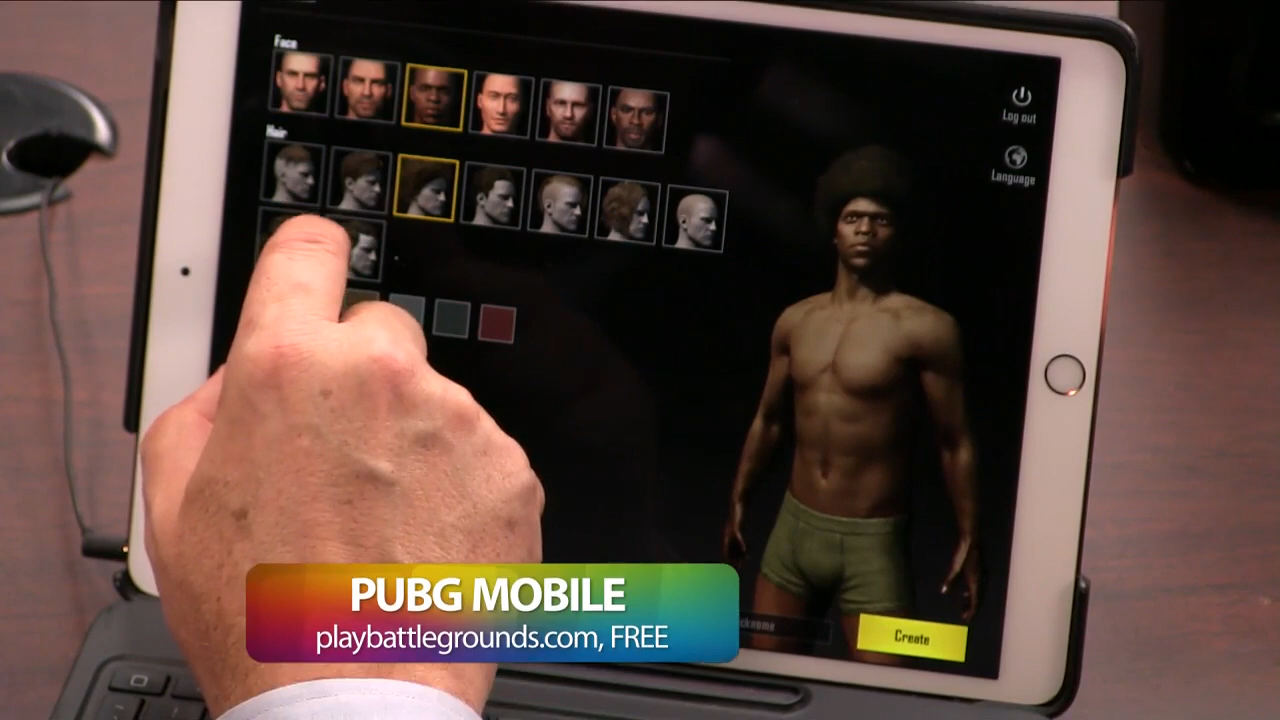 Face
Hair
Log out
Language
Create
PUBG MOBILE
playbattlegrounds.com, FREE